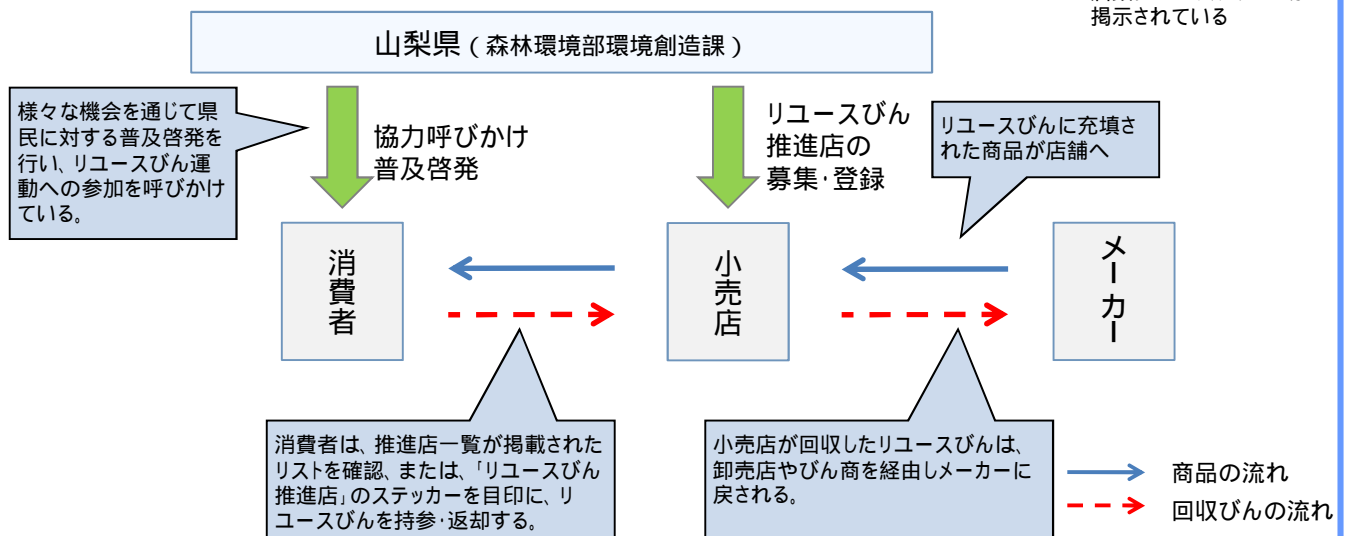 掲示されている
山梨県（森林環境部環境創造課）
様々な機会を通じて県
民に対する普及啓発を
行い、リユースびん運
動への参加を呼びかけ
ている。
協力呼びかけ
普及啓発
リユースびん
推進店の
募集・登録
リユースびんに充填さ
れた商品が店舗へ
消費者
小売店
メーカー
消費者は、推進店一覧が掲載された
リストを確認、または、「リユースびん
推進店」のステッカーを目印に、リ
ユースびんを持参・返却する。
小売店が回収したリユースびんは、
卸売店やびん商を経由しメーカーに
戻される。
商品の流れ
回収びんの流れ